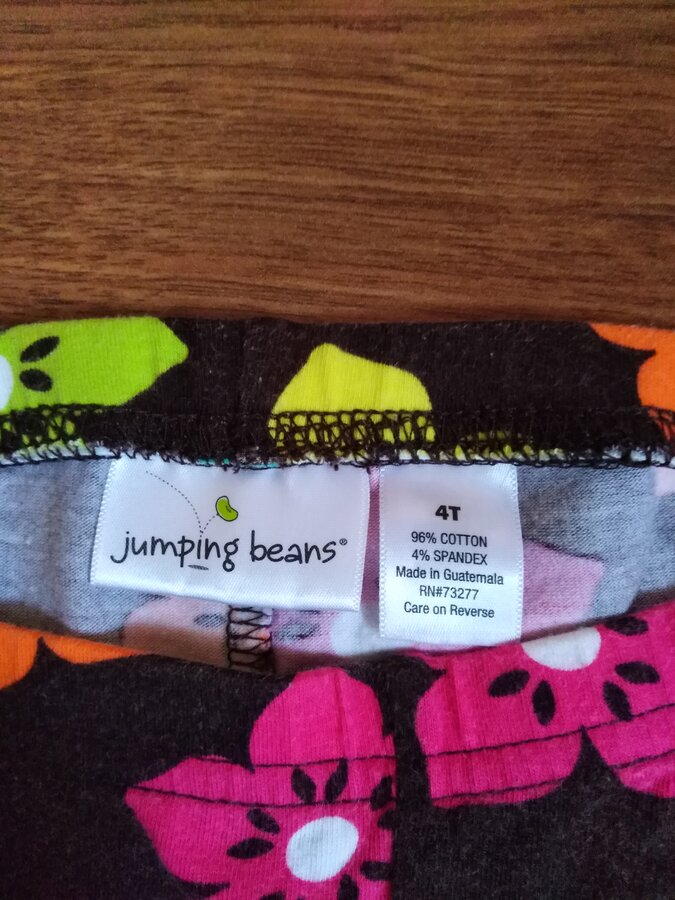 jumping beans®
4T
96% COTTON
4% SPANDEX
Made in Guatemala
RN#73277
Care on Reverse